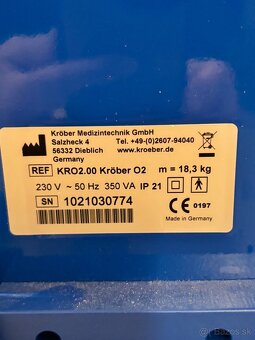 Kröber Medizintechnik GmbH
Salzheck 4 Tel. +49-(0)2607-94040
56332 Dieblich www.kroeber.de
Germany
REF KRO2.00 Kröber O2 m = 18,3 kg
230 V ~ 50 Hz 350 VA IP 21
SN 1021030774
CE 0197
Made in Germany
bazos.sk